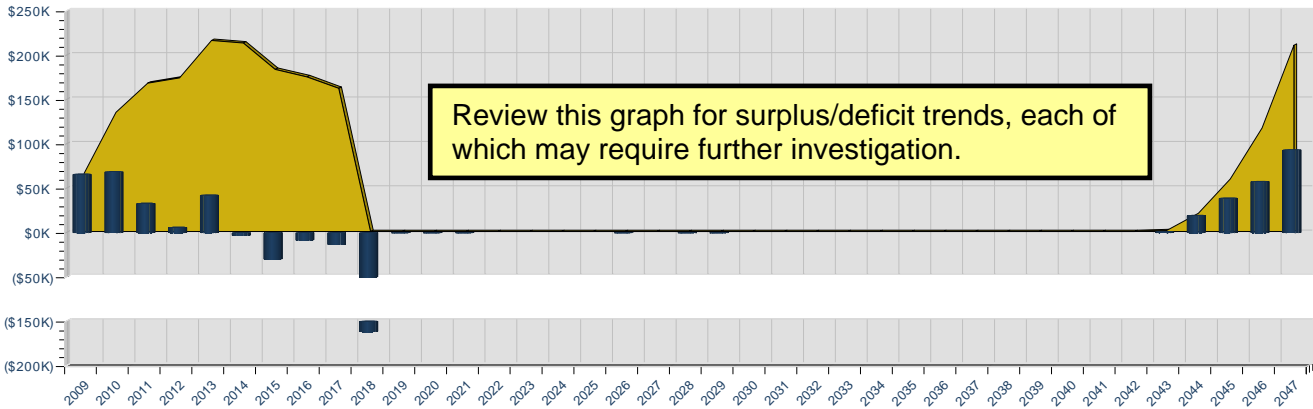 $250K
$200K
$150K
$100K
$50K
$0K
($50K)
($150K)
($200K)
Review this graph for surplus/deficit trends, each of
which may require further investigation.
2009 2010 2011 2012 2013 2014 2015 2016 2017 2018 2019 2020 2021 2022 2023 2024 2025 2026 2027 2028 2029 2030 2031 2032 2033 2034 2035 2036 2037 2038 2039 2040 2041 2042 2043 2044 2045 2046 2047